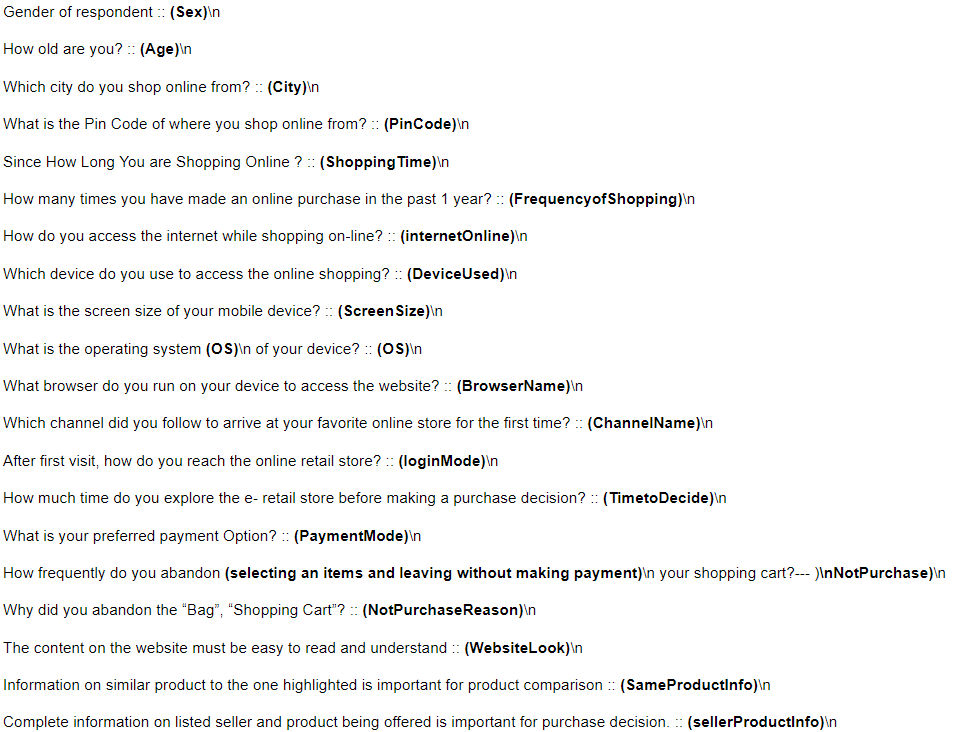 Gender of respondent :: (Sex)\n
How old are you? :: (Age)\n
Which city do you shop online from? :: (City)\n
What is the Pin Code of where you shop online from? :: (PinCode)\n
Since How Long You are Shopping Online ? :: (ShoppingTime)\n
How many times you have made an online purchase in the past 1 year? :: (FrequencyofShopping)\n
How do you access the internet while shopping on-line? :: (internetOnline)\n
Which device do you use to access the online shopping? :: (DeviceUsed)\n
What is the screen size of your mobile device? :: (ScreenSize)\n
What is the operating system (OS)\n of your device? :: (OS)\n
What browser do you run on your device to access the website? :: (BrowserName)\n
Which channel did you follow to arrive at your favorite online store for the first time? :: (ChannelName)\n
After first visit, how do you reach the online retail store? :: (loginMode)\n
How much time do you explore the e- retail store before making a purchase decision? :: (TimetoDecide)\n
What is your preferred payment Option? :: (PaymentMode)\n
How frequently do you abandon (selecting an items and leaving without making payment)\n your shopping cart?--- )\nNotPurchase)\n
Why did you abandon the “Bag”, “Shopping Cart”? :: (NotPurchaseReason)\n
The content on the website must be easy to read and understand :: (WebsiteLook)\n
Information on similar product to the one highlighted is important for product comparison :: (SameProductInfo)\n
Complete information on listed seller and product being offered is important for purchase decision. :: (sellerProductInfo)\n